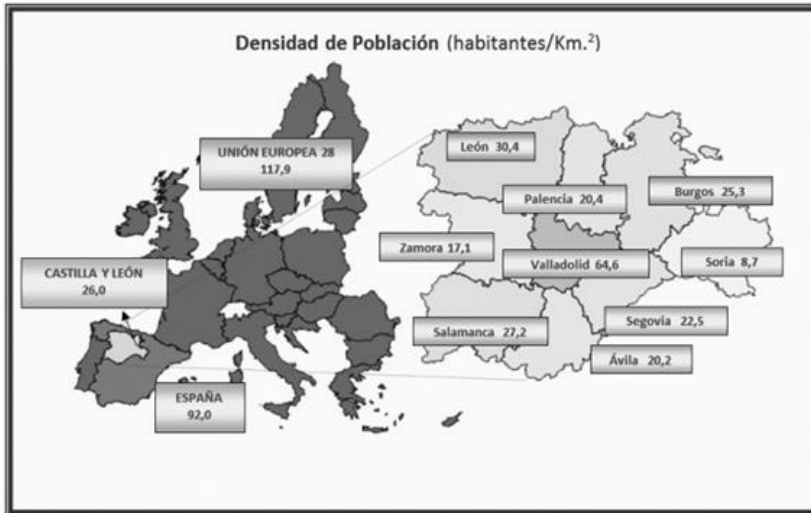 Densidad de Población (habitantes/Km.²)
UNIÓN EUROPEA 28
117,9
León 30,4
Palencia 20,4
Burgos 25,3
Zamora 17,1
Valladolid 64,6
Soria 8,7
CASTILLA Y LEÓN
26,0
Salamanca 27,2
Segovia 22,5
Ávila 20,2
ESPAÑA
92,0